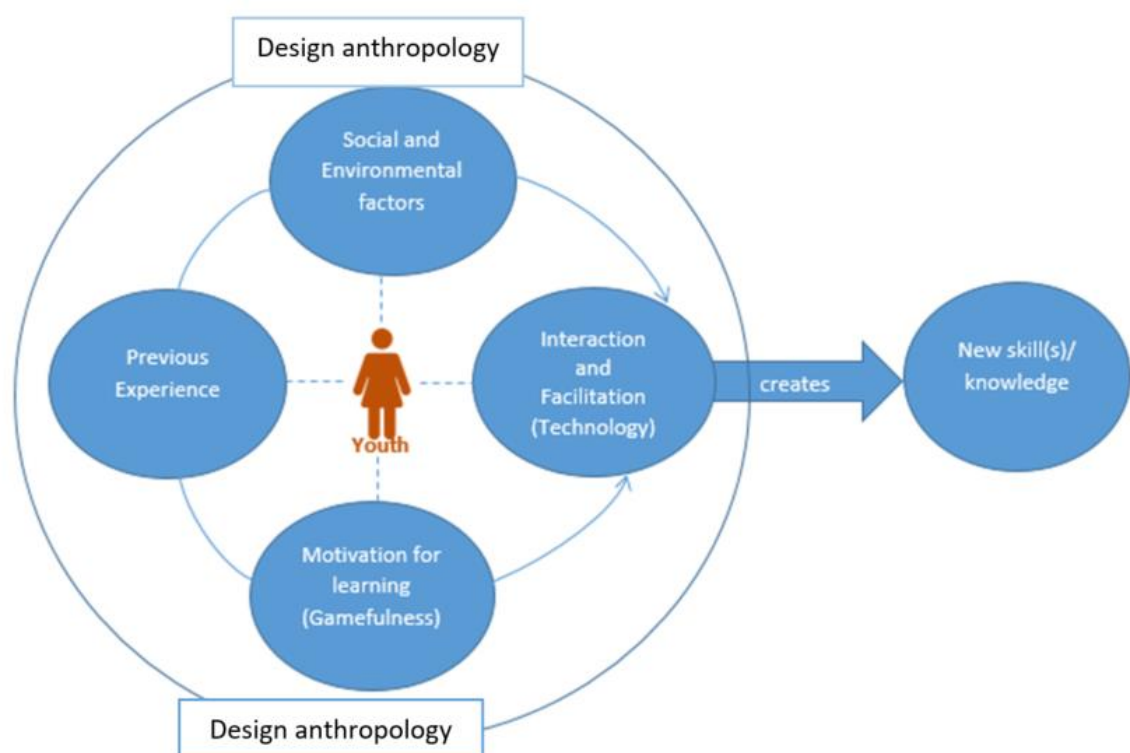 Design anthropology
Social and
Environmental
factors
Previous
Experience
Youth
Interaction
and
Facilitation
(Technology)
creates
New skill(s)/
knowledge
Motivation for
learning
(Gamefulness)
Design anthropology